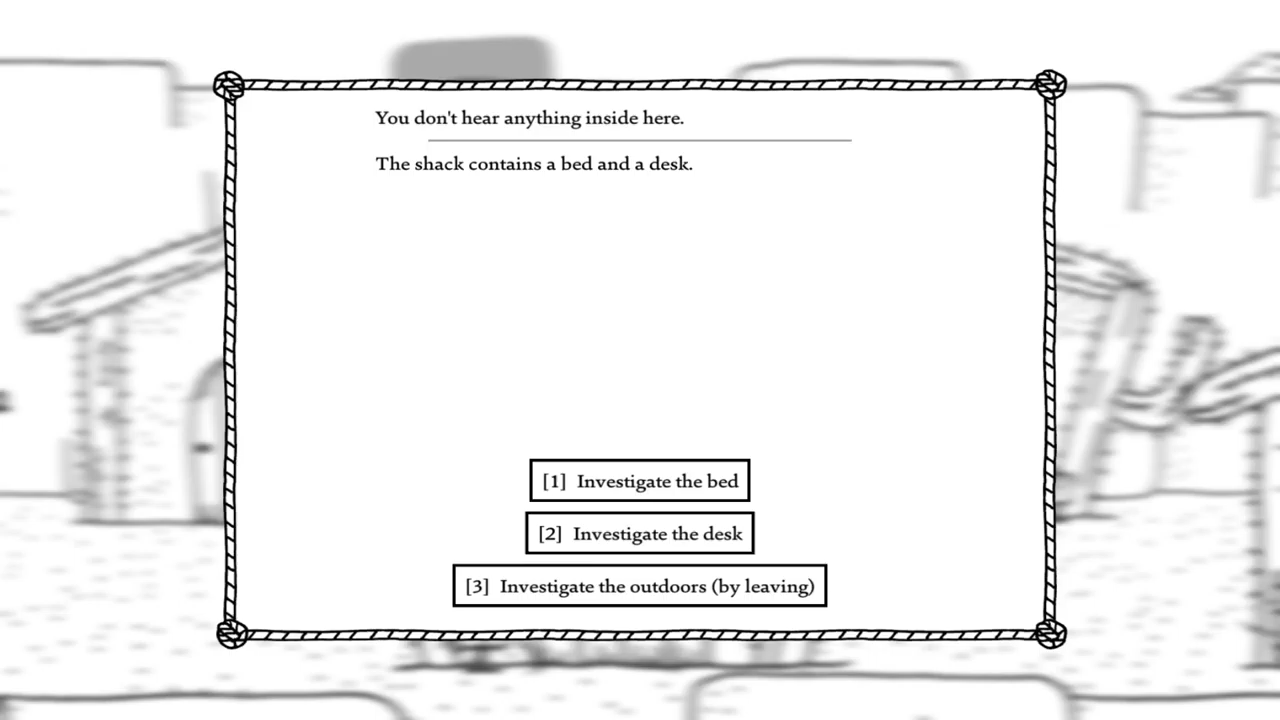 You don't hear anything inside here.
The shack contains a bed and a desk.
[1] Investigate the bed
[2] Investigate the desk
[3] Investigate the outdoors (by leaving)